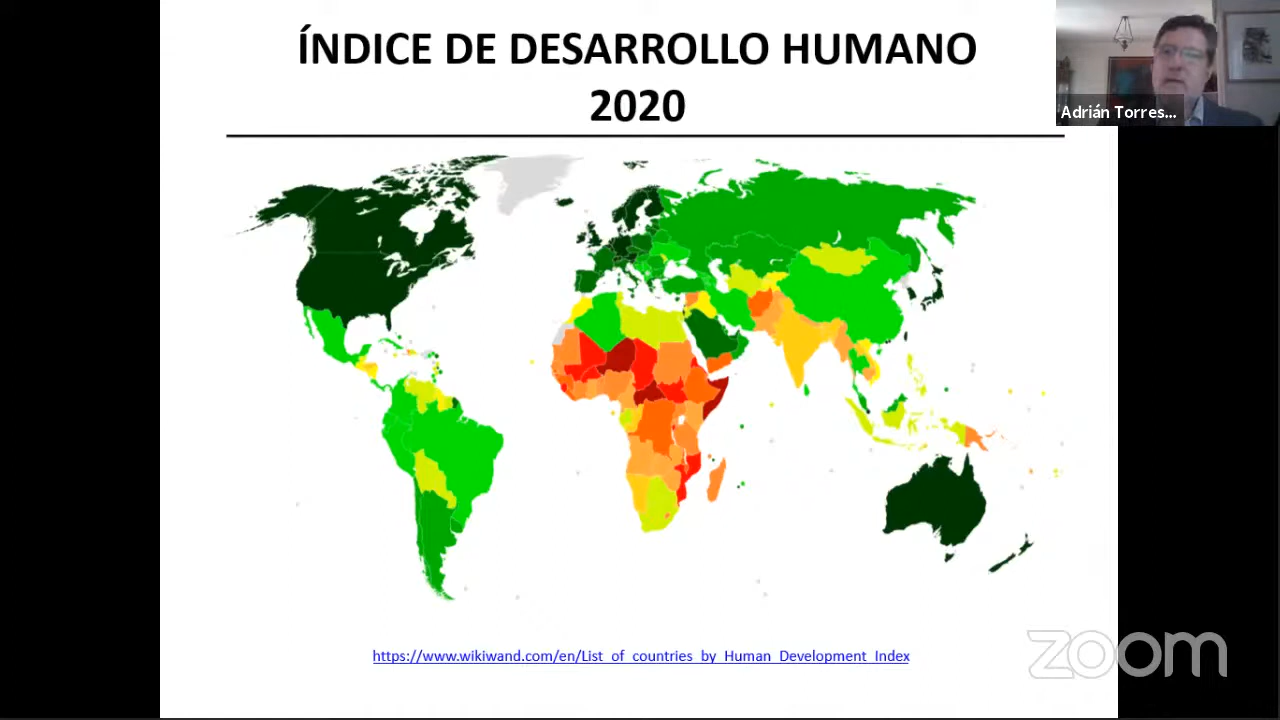 ÍNDICE DE DESARROLLO HUMANO
2020
Adrián Torres...
https://www.wikiwand.com/en/List_of_countries_by_Human_Development_Index
zoom